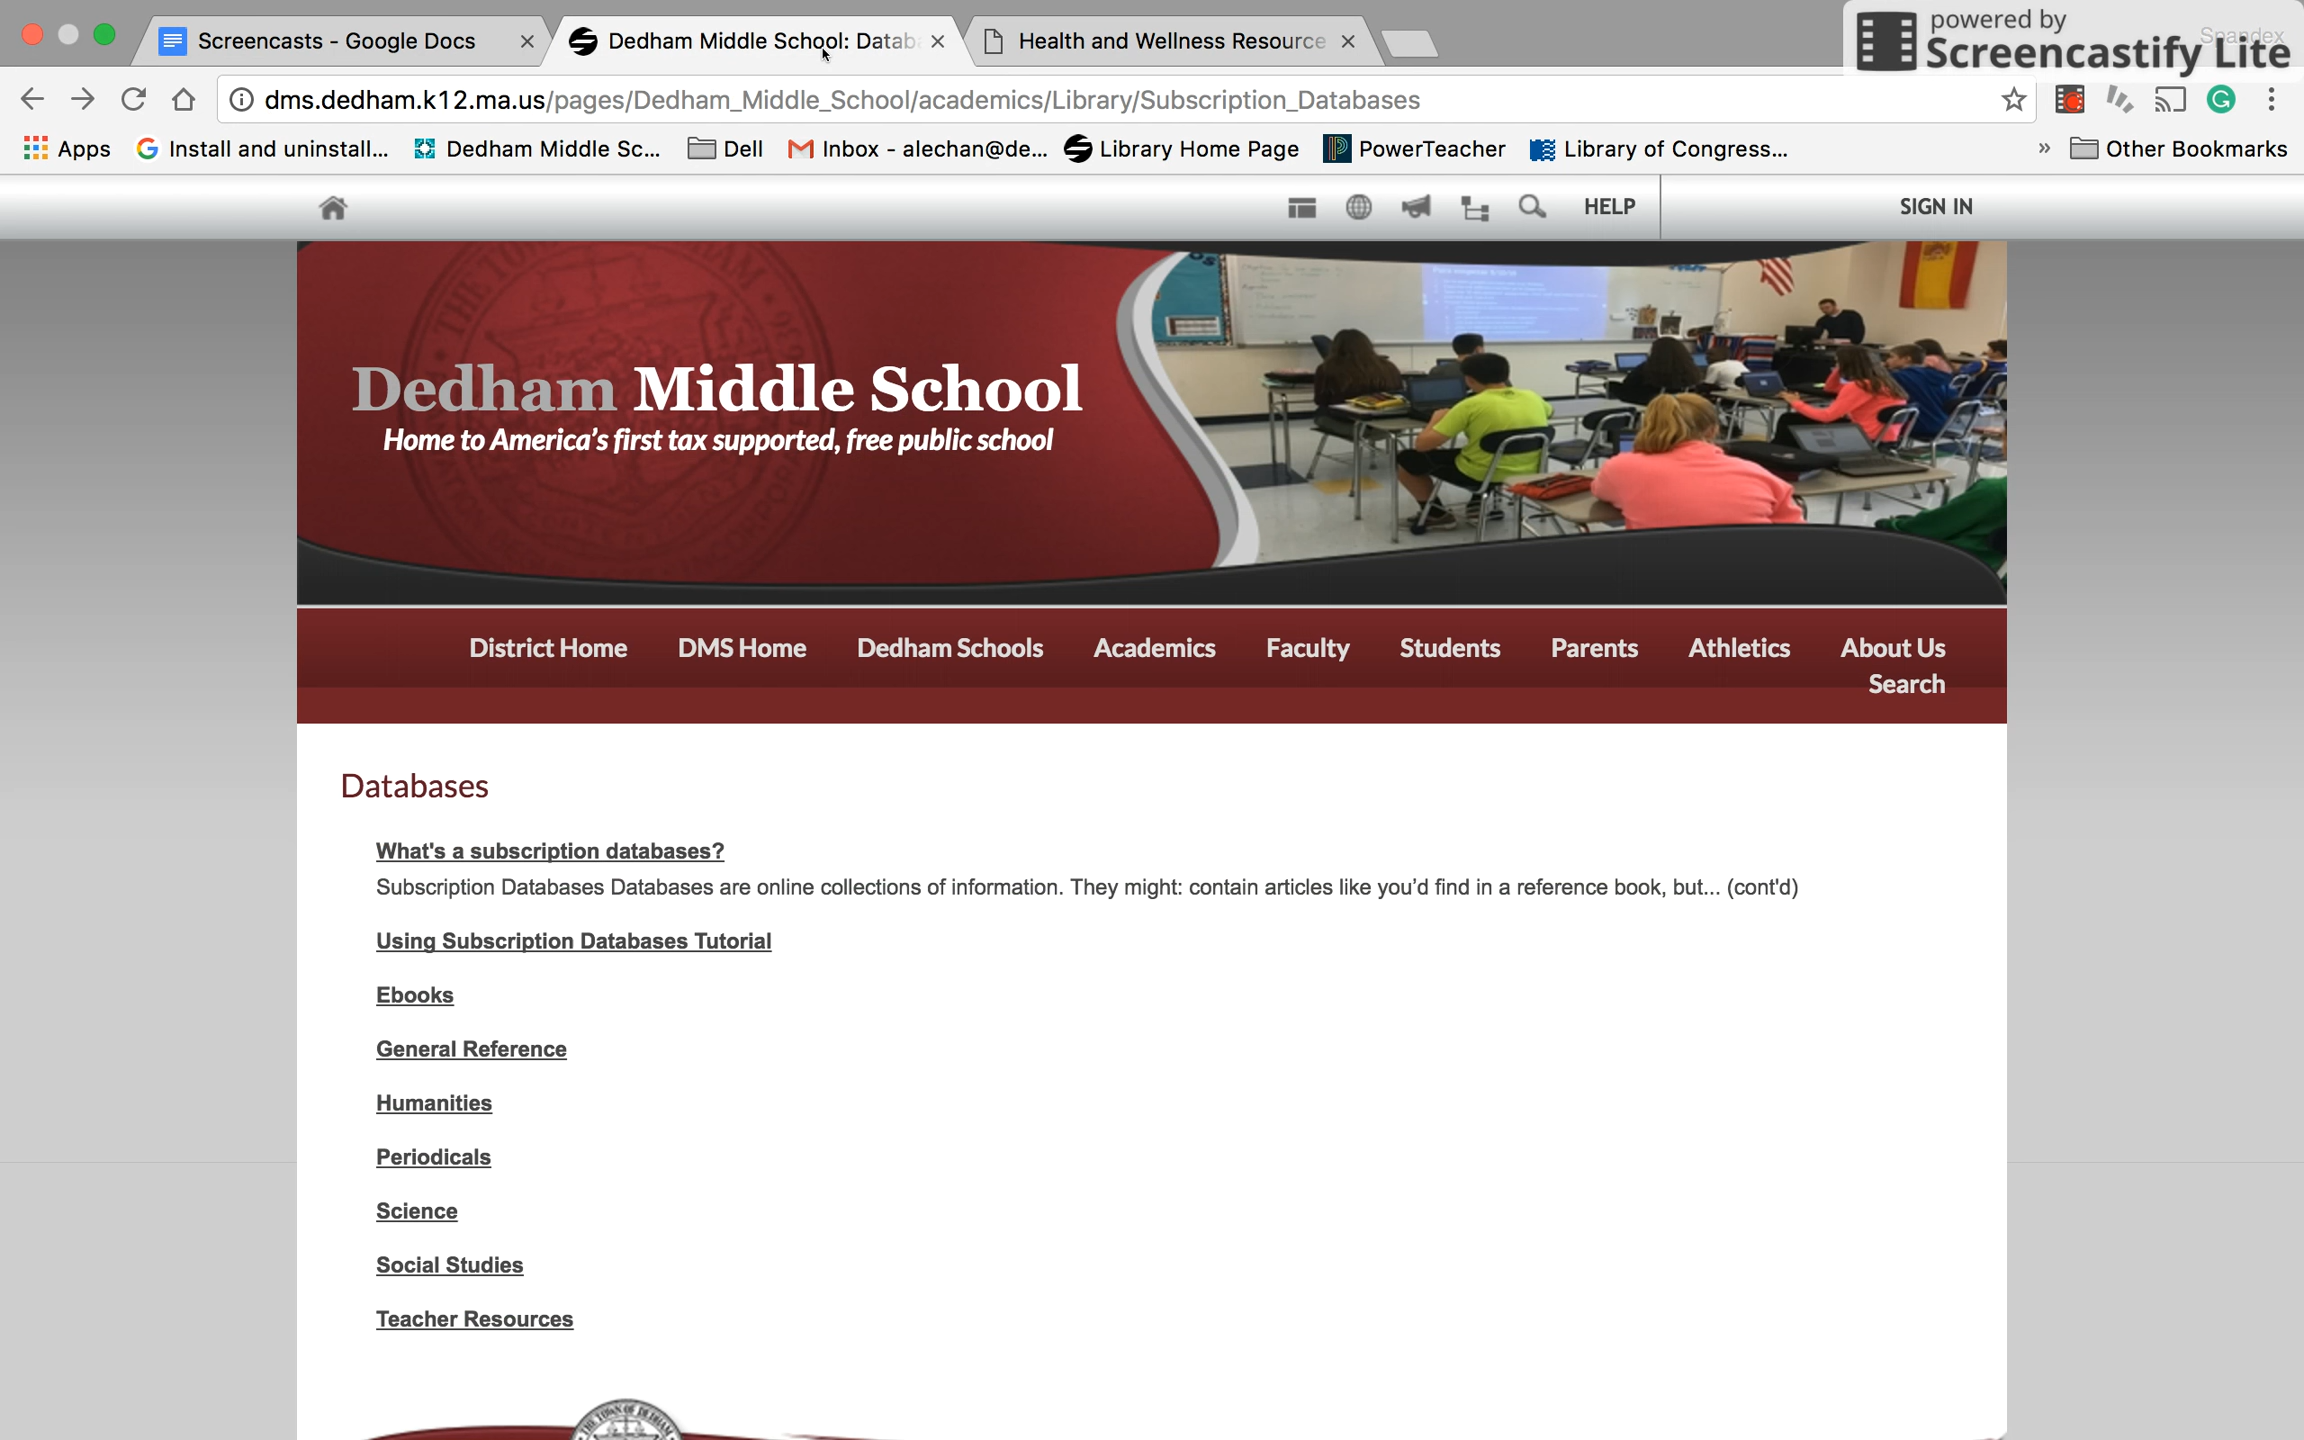 Screencasts - Google Docs
Dedham Middle School: Datab
Health and Wellness Resource
Spandex
powered by
Screencastify Lite
dms.dedham.k12.ma.us/pages/Dedham_Middle_School/academics/Library/Subscription_Databases
Apps
Install and uninstall...
Dedham Middle Sc...
Dell
Inbox - alechan@de...
Library Home Page
PowerTeacher
Library of Congress...
»
Other Bookmarks
HELP
SIGN IN
Dedham Middle School
Home to America's first tax supported, free public school
District Home
DMS Home
Dedham Schools
Academics
Faculty
Students
Parents
Athletics
About Us
Search
Databases
What's a subscription databases?
Subscription Databases Databases are online collections of information. They might: contain articles like you'd find in a reference book, but... (cont'd)
Using Subscription Databases Tutorial
Ebooks
General Reference
Humanities
Periodicals
Science
Social Studies
Teacher Resources
THE TOWN OF DEDHAM